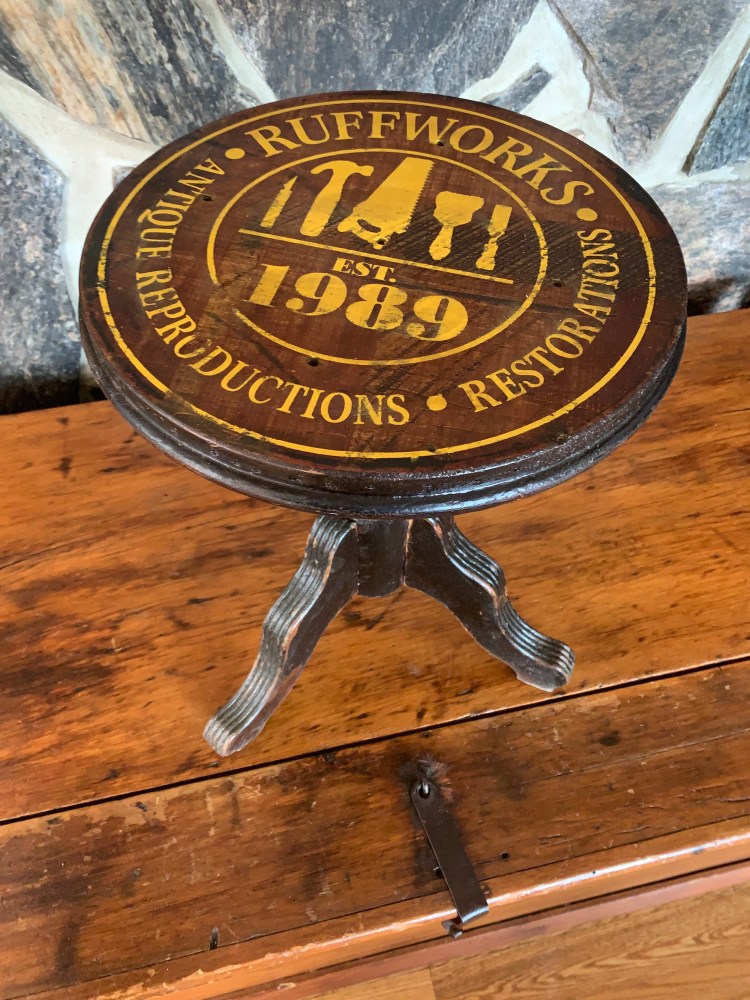 • RUFFWORKS •
EST.
1989
ANTIQUE REPRODUCTIONS • RESTORATIONS